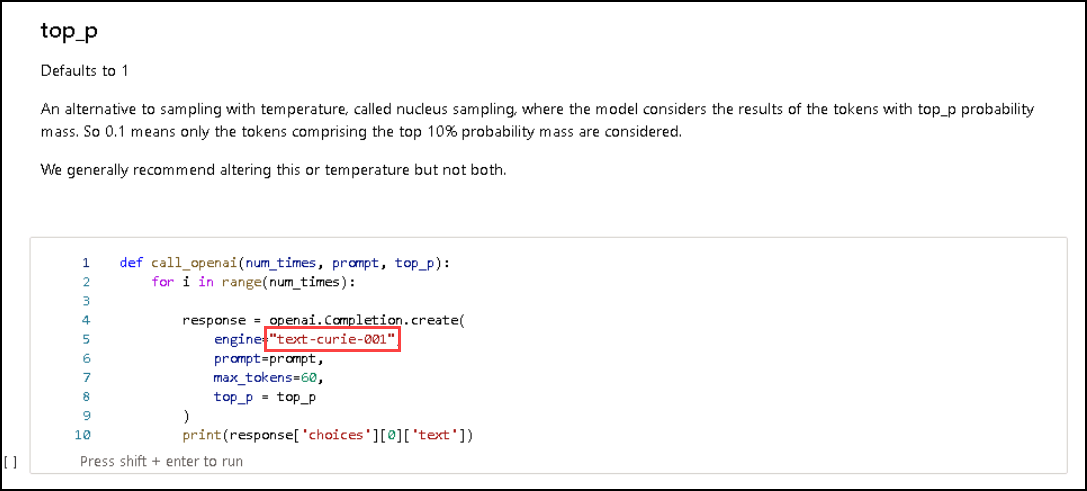 top_p
Defaults to 1
An alternative to sampling with temperature, called nucleus sampling, where the model considers the results of the tokens with top_p probability
mass. So 0.1 means only the tokens comprising the top 10% probability mass are considered.
We generally recommend altering this or temperature but not both.
1 def call_openai(num_times, prompt, top_p):
2 for i in range(num_times):
3
4 response = openai.Completion.create(
5 engine="text-curie-001",
6 prompt=prompt,
7 max_tokens=60,
8 top_p = top_p
9 )
10 print(response['choices'][0]['text'])
[ ] Press shift + enter to run